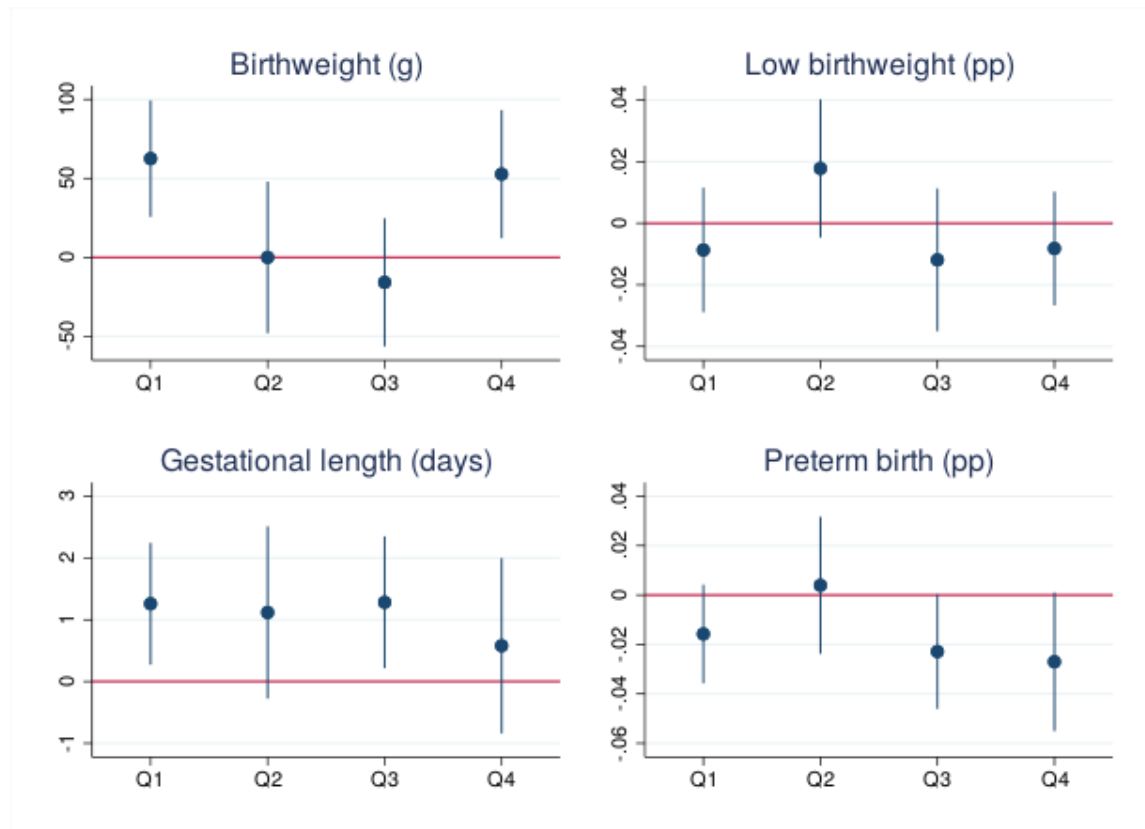 Birthweight (g)
100
50
0
-50
Q1 Q2 Q3 Q4
Low birthweight (pp)
.04
.02
0
-.02
-.04
Q1 Q2 Q3 Q4
Gestational length (days)
3
2
1
0
-1
Q1 Q2 Q3 Q4
Preterm birth (pp)
.04
.02
0
-.02
-.04
-.06
Q1 Q2 Q3 Q4